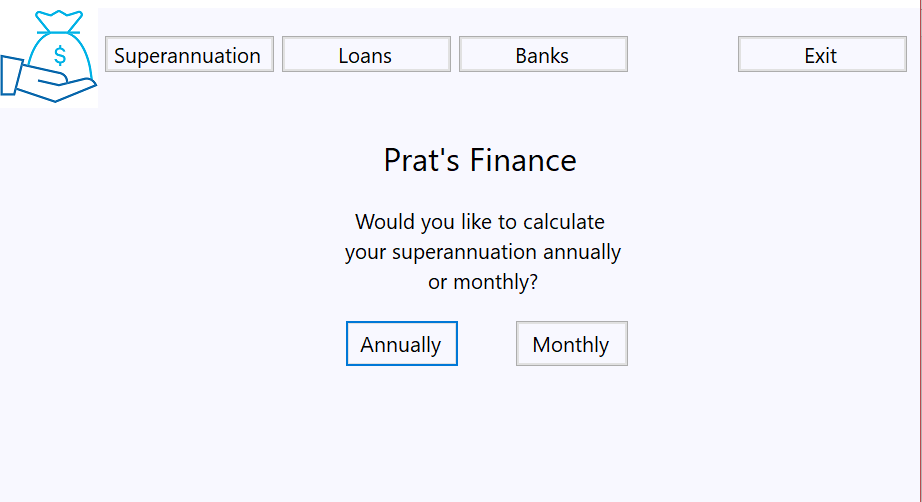 $
Superannuation
Loans
Banks
Exit
Prat's Finance
Would you like to calculate
your superannuation annually
or monthly?
Annually
Monthly